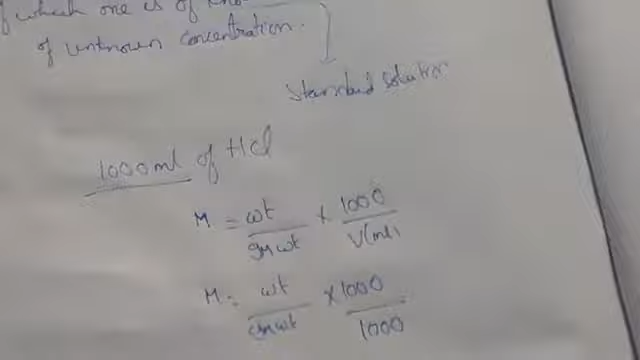 which one is of
of unknown concentration.
Standard solution
1000ml of HCl
M = wt/gm wt × 1000/V(ml)
M = wt/gm wt × 1000/1000